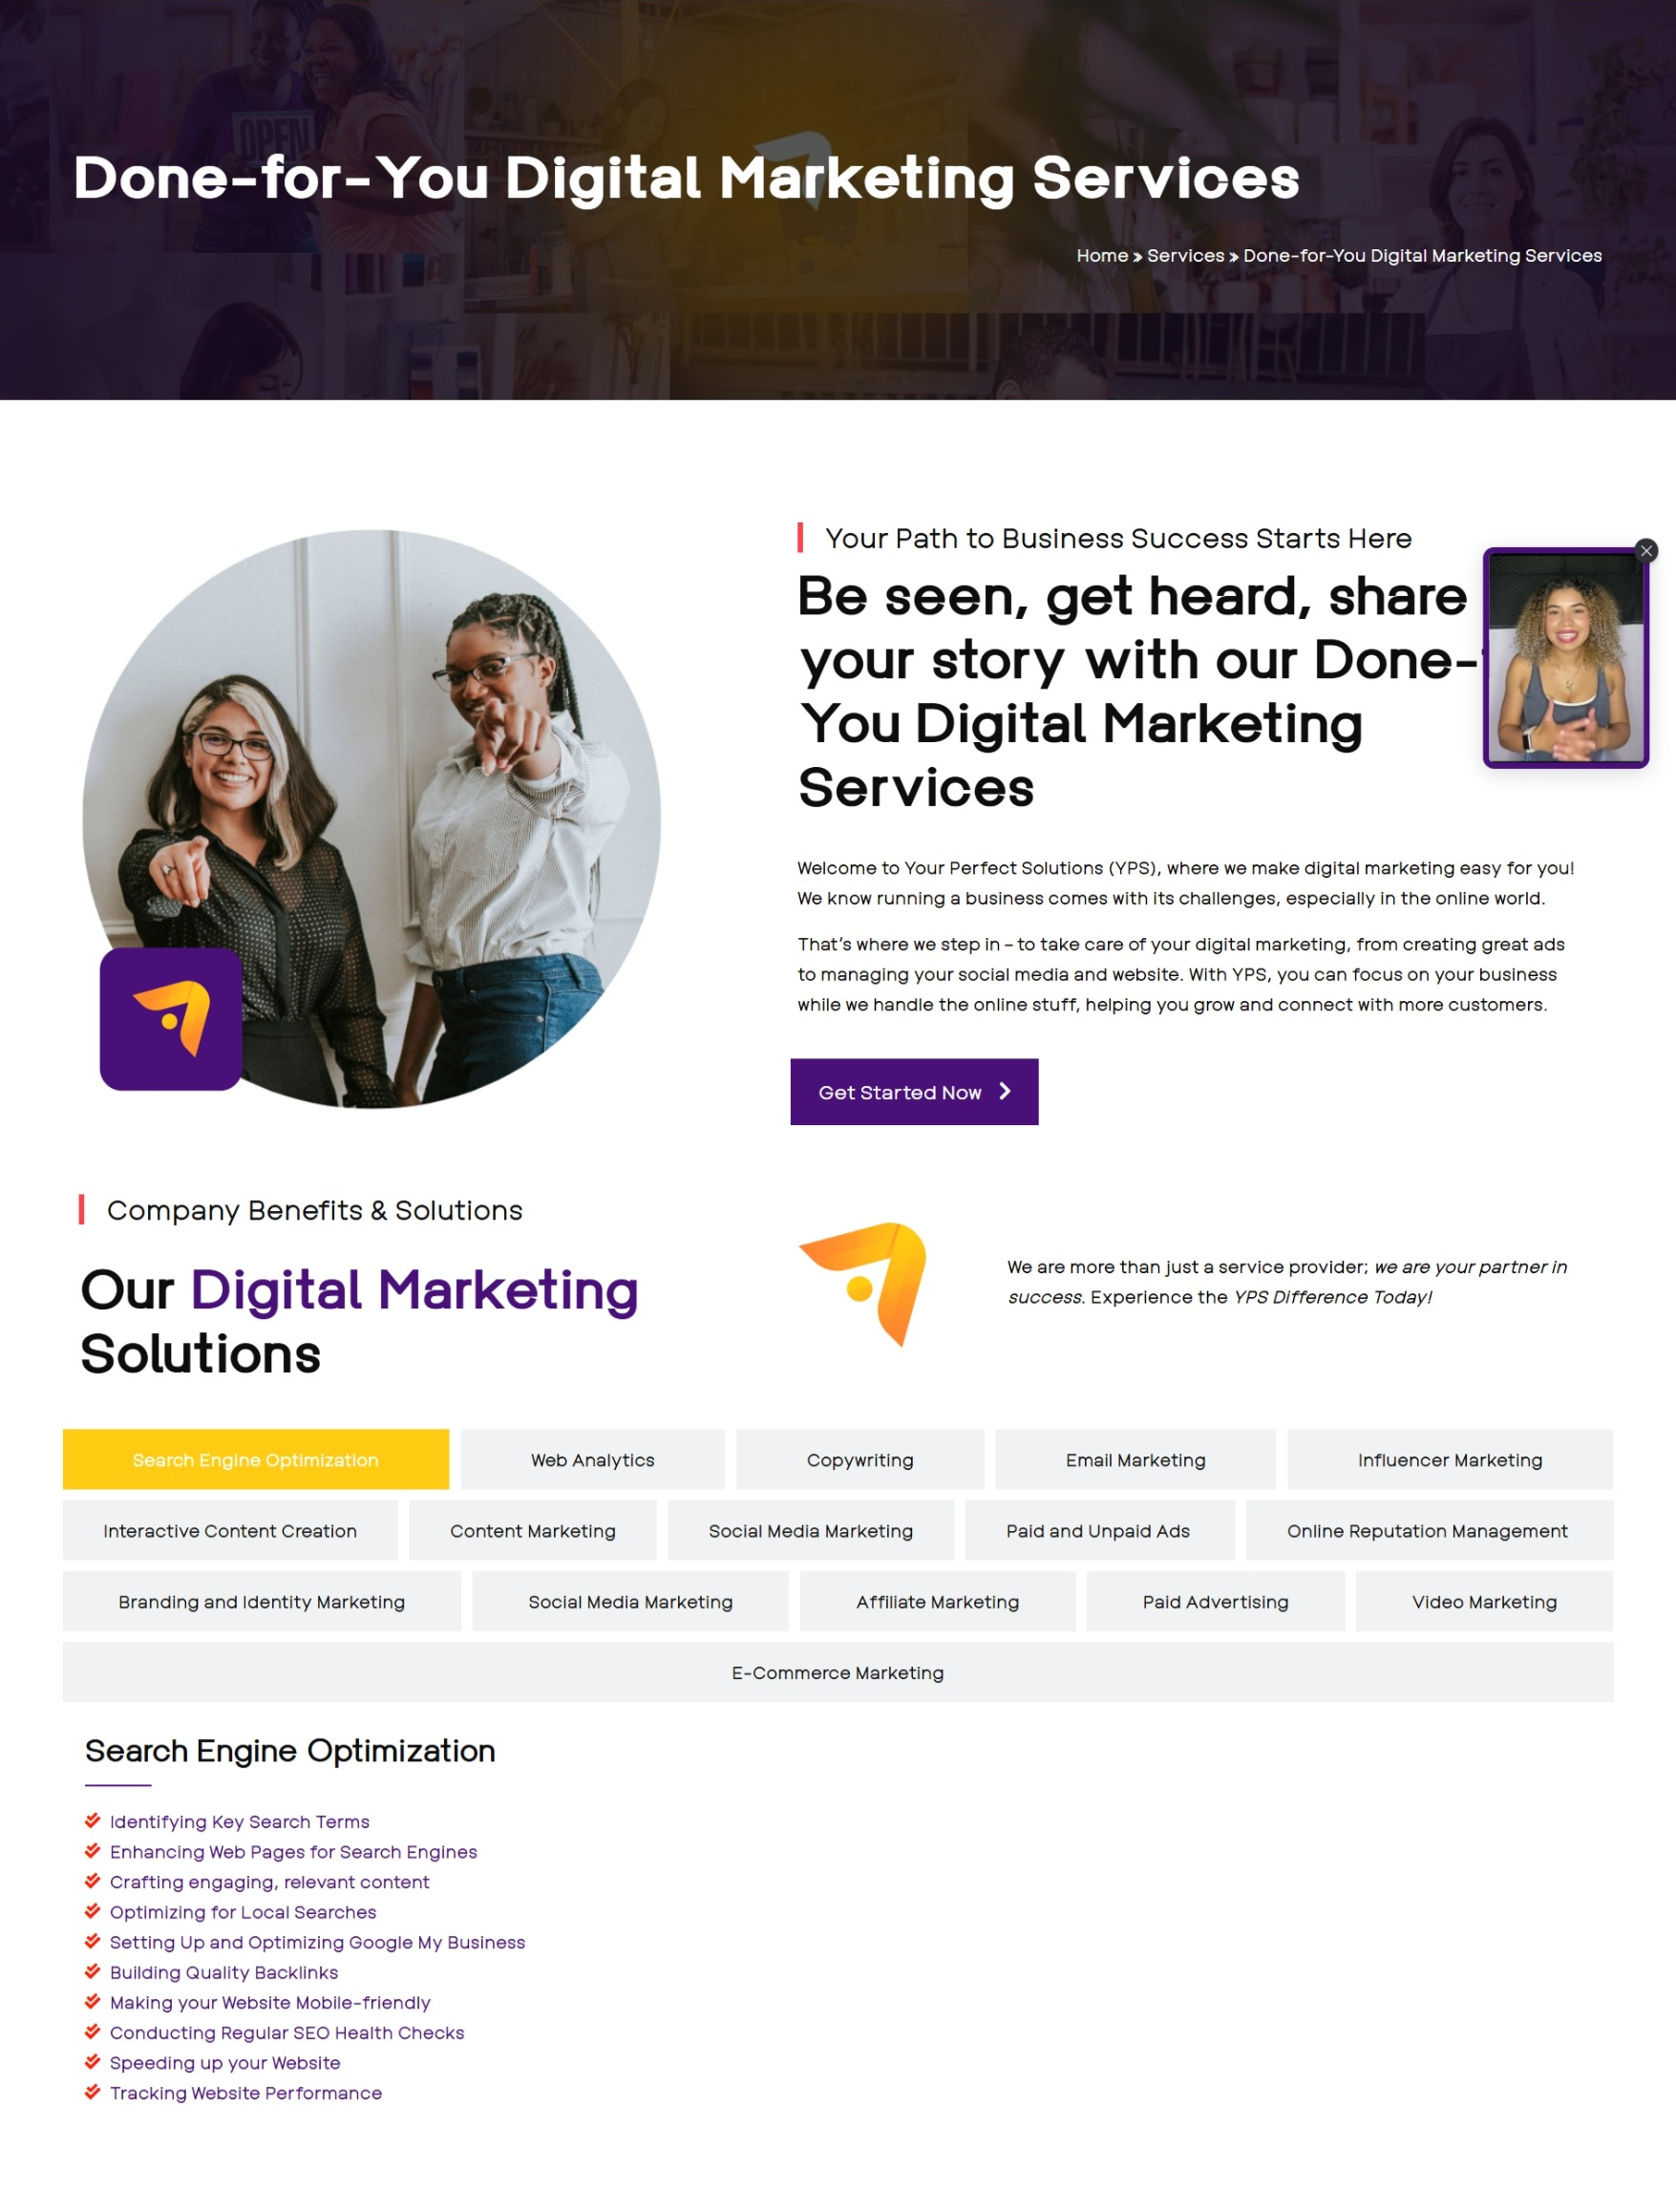 OPEN
Done-for-You Digital Marketing Services
Home » Services » Done-for-You Digital Marketing Services
Your Path to Business Success Starts Here
Be seen, get heard, share
your story with our Done-
You Digital Marketing
Services
Welcome to Your Perfect Solutions (YPS), where we make digital marketing easy for you!
We know running a business comes with its challenges, especially in the online world.
That's where we step in – to take care of your digital marketing, from creating great ads
to managing your social media and website. With YPS, you can focus on your business
while we handle the online stuff, helping you grow and connect with more customers.
Get Started Now
Company Benefits & Solutions
Our Digital Marketing
Solutions
We are more than just a service provider; we are your partner in
success. Experience the YPS Difference Today!
Search Engine Optimization
Web Analytics
Copywriting
Email Marketing
Influencer Marketing
Interactive Content Creation
Content Marketing
Social Media Marketing
Paid and Unpaid Ads
Online Reputation Management
Branding and Identity Marketing
Social Media Marketing
Affiliate Marketing
Paid Advertising
Video Marketing
E-Commerce Marketing
Search Engine Optimization
Identifying Key Search Terms
Enhancing Web Pages for Search Engines
Crafting engaging, relevant content
Optimizing for Local Searches
Setting Up and Optimizing Google My Business
Building Quality Backlinks
Making your Website Mobile-friendly
Conducting Regular SEO Health Checks
Speeding up your Website
Tracking Website Performance